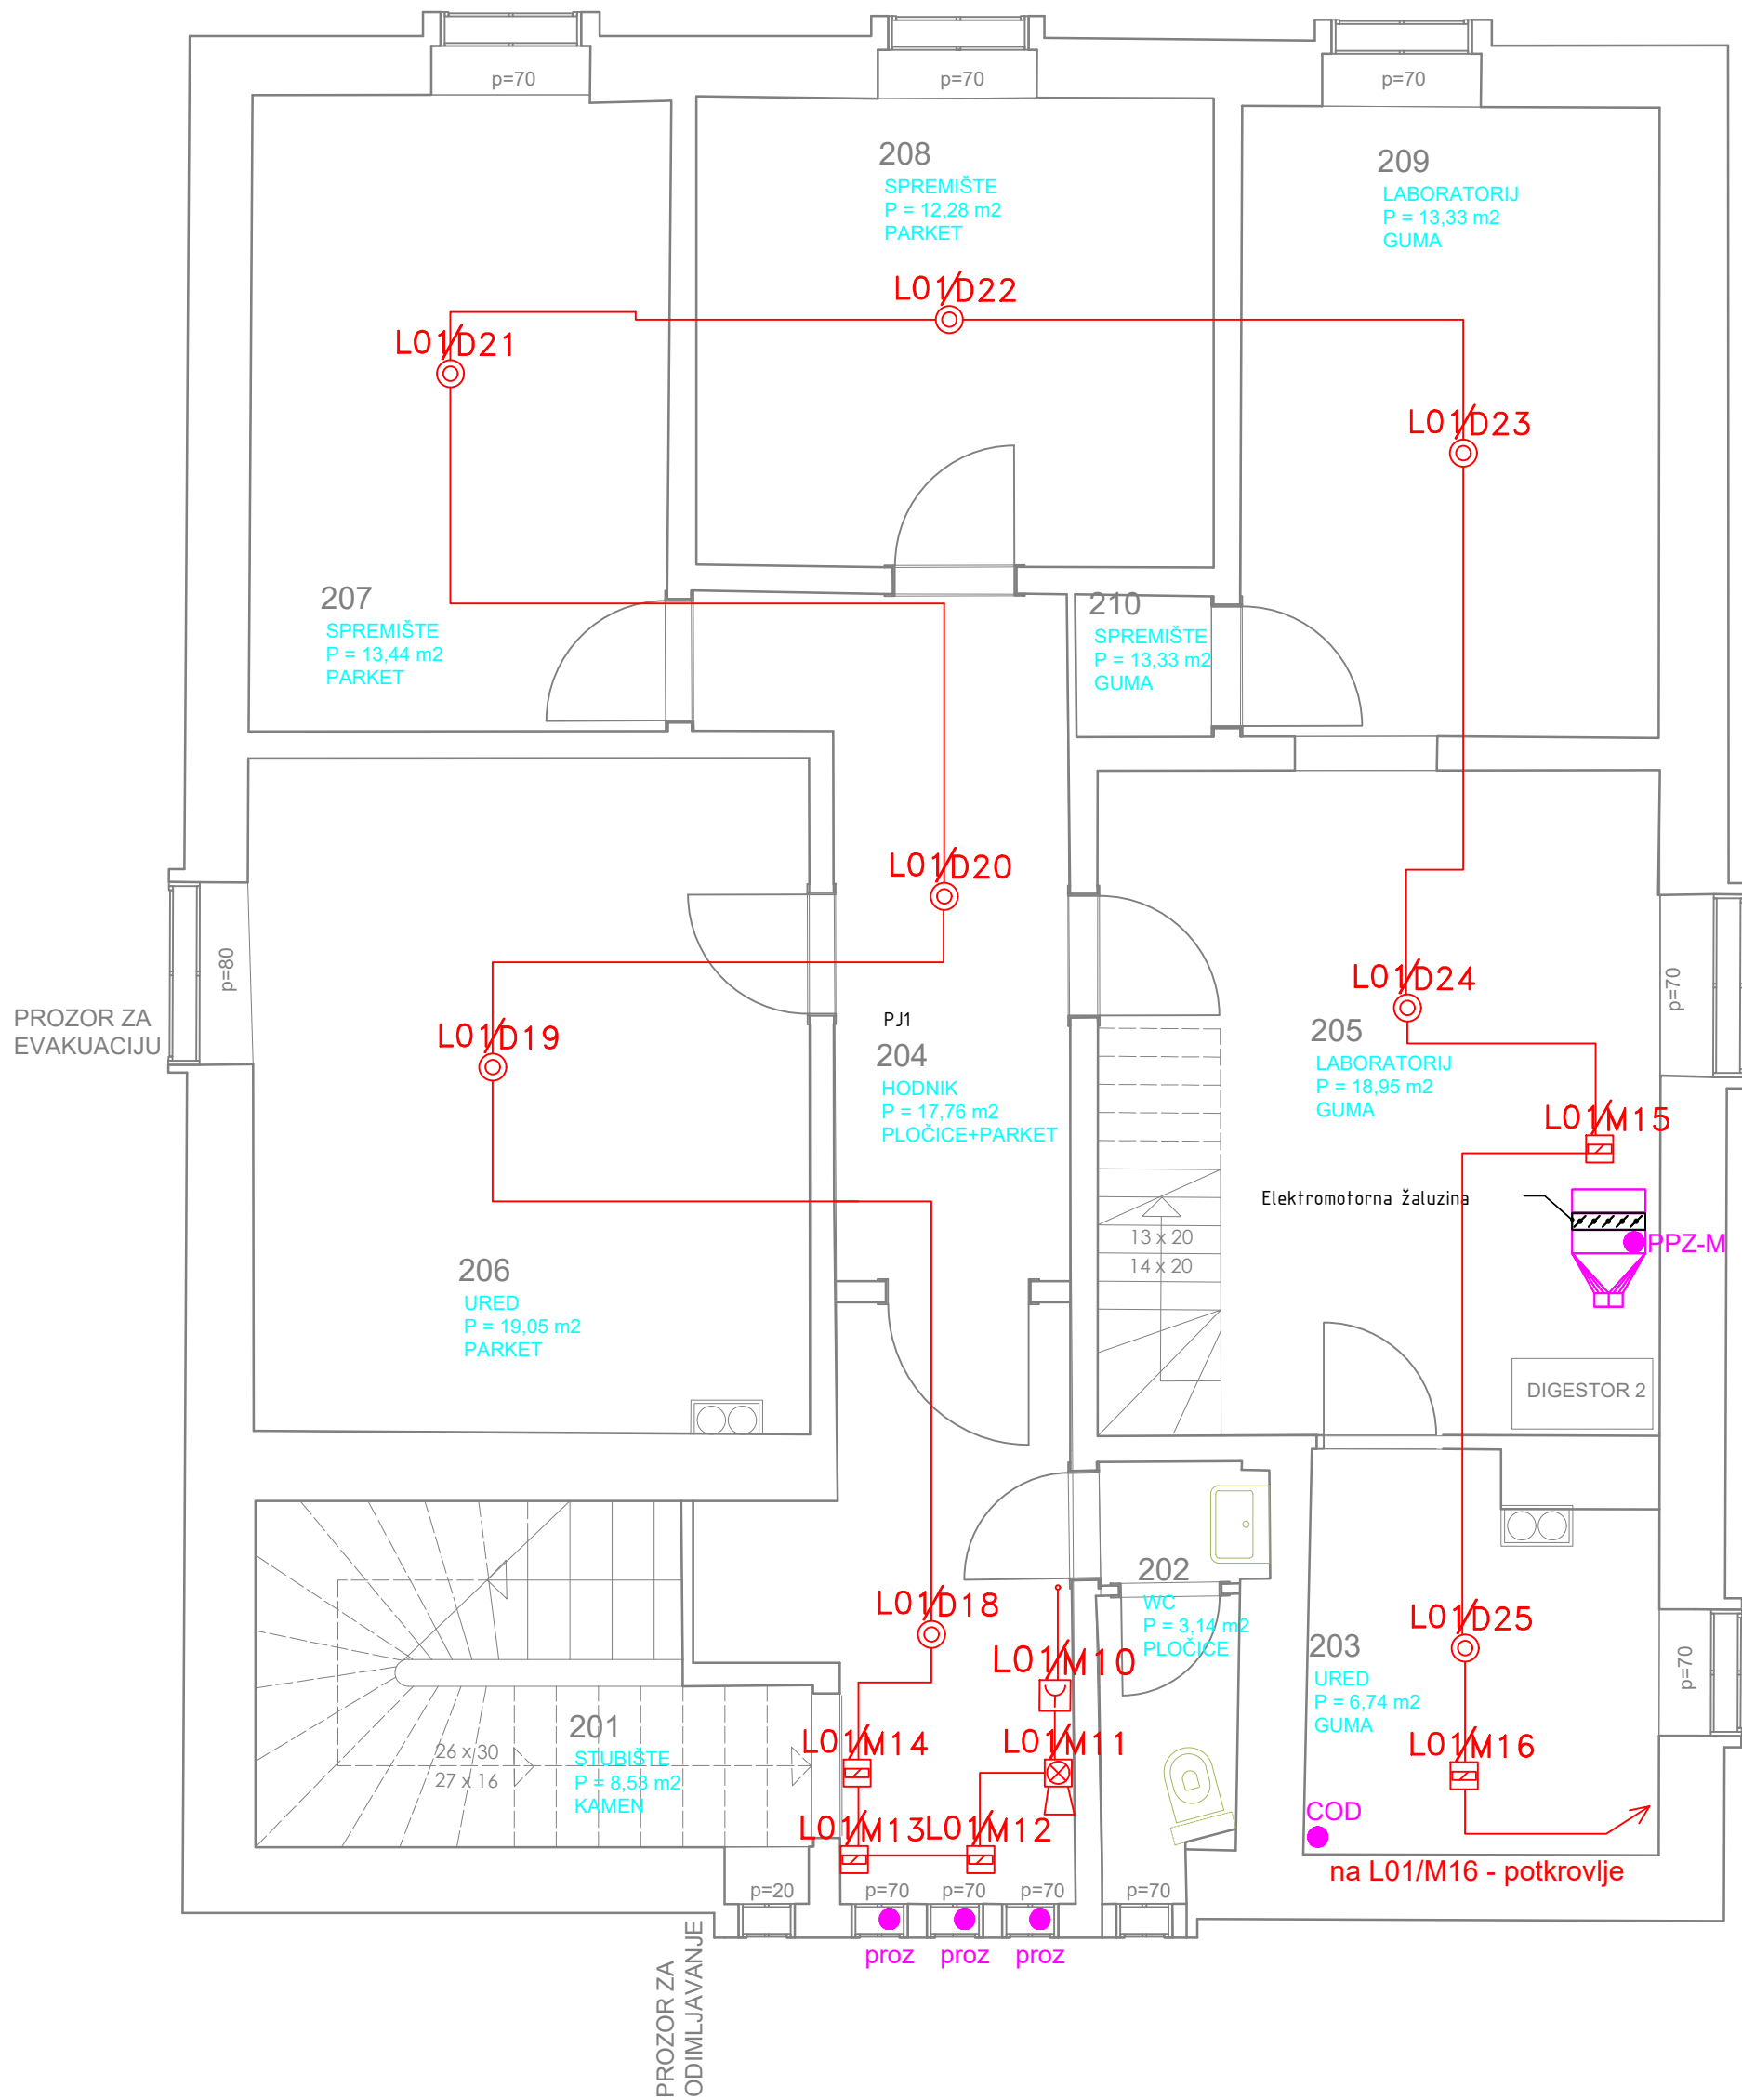 p=70
p=70
p=70
208
SPREMIŠTE
P = 12,28 m2
PARKET
209
LABORATORIJ
P = 13,33 m2
GUMA
L01/D22
L01/D21
L01/D23
207
SPREMIŠTE
P = 13,44 m2
PARKET
210
SPREMIŠTE
P = 13,33 m2
GUMA
L01/D20
p=80
PROZOR ZA
EVAKUACIJU
L01/D19
PJ1
204
HODNIK
P = 17,76 m2
PLOČICE+PARKET
L01/D24
p=70
205
LABORATORIJ
P = 18,95 m2
GUMA
L01/M15
Elektromotorna žaluzina
PPZ-M
13 x 20
14 x 20
206
URED
P = 19,05 m2
PARKET
DIGESTOR 2
202
WC
P = 3,14 m2
PLOČICE
L01/D18
L01/D25
203
URED
P = 6,74 m2
GUMA
p=70
L01/M10
201
STUBIŠTE
P = 8,53 m2
KAMEN
26 x 30
27 x 16
L01/M14
L01/M11
L01/M16
L01/M13
L01/M12
COD
na L01/M16 - potkrovlje
p=20
p=70
p=70
p=70
p=70
proz
proz
proz
PROZOR ZA
ODIMLJAVANJE